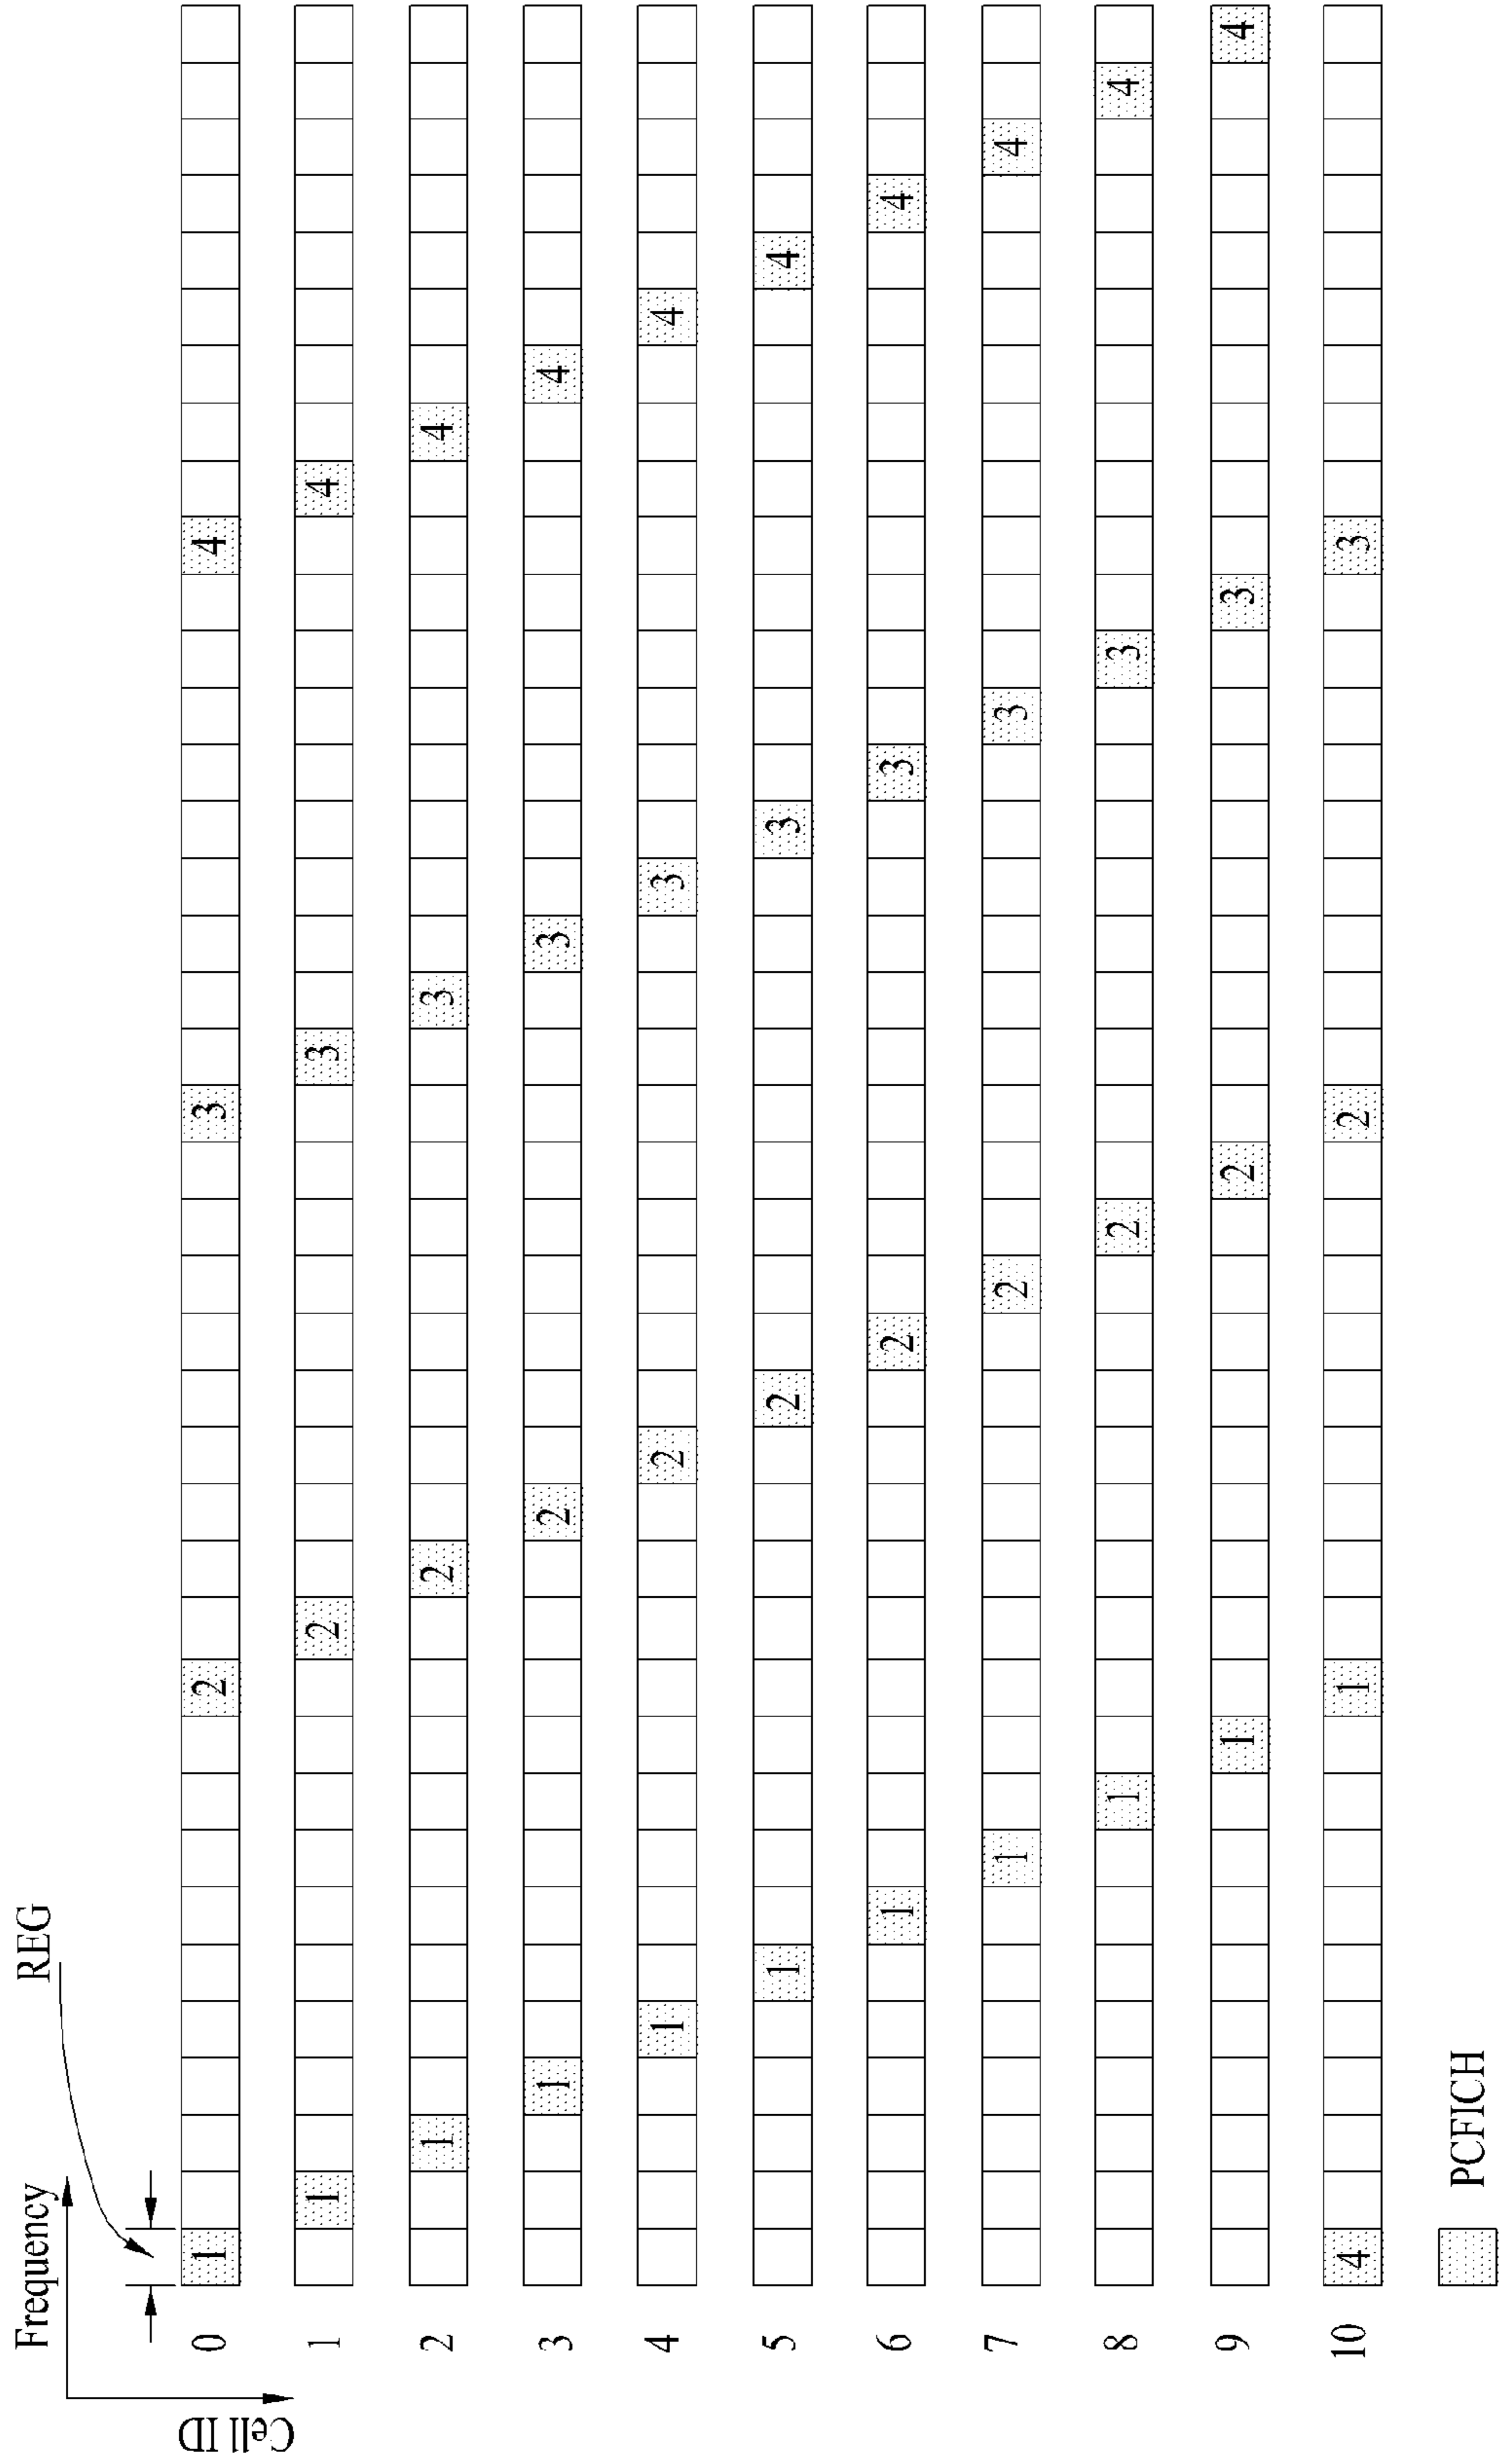 Frequency
REG
Cell ID
0 1 2 3 4
1 1 2 3 4
2 1 2 3 4
3 1 2 3 4
4 1 2 3 4
5 1 2 3 4
6 1 2 3 4
7 1 2 3 4
8 1 2 3 4
9 1 2 3 4
10 4 1 2 3
PCFICH